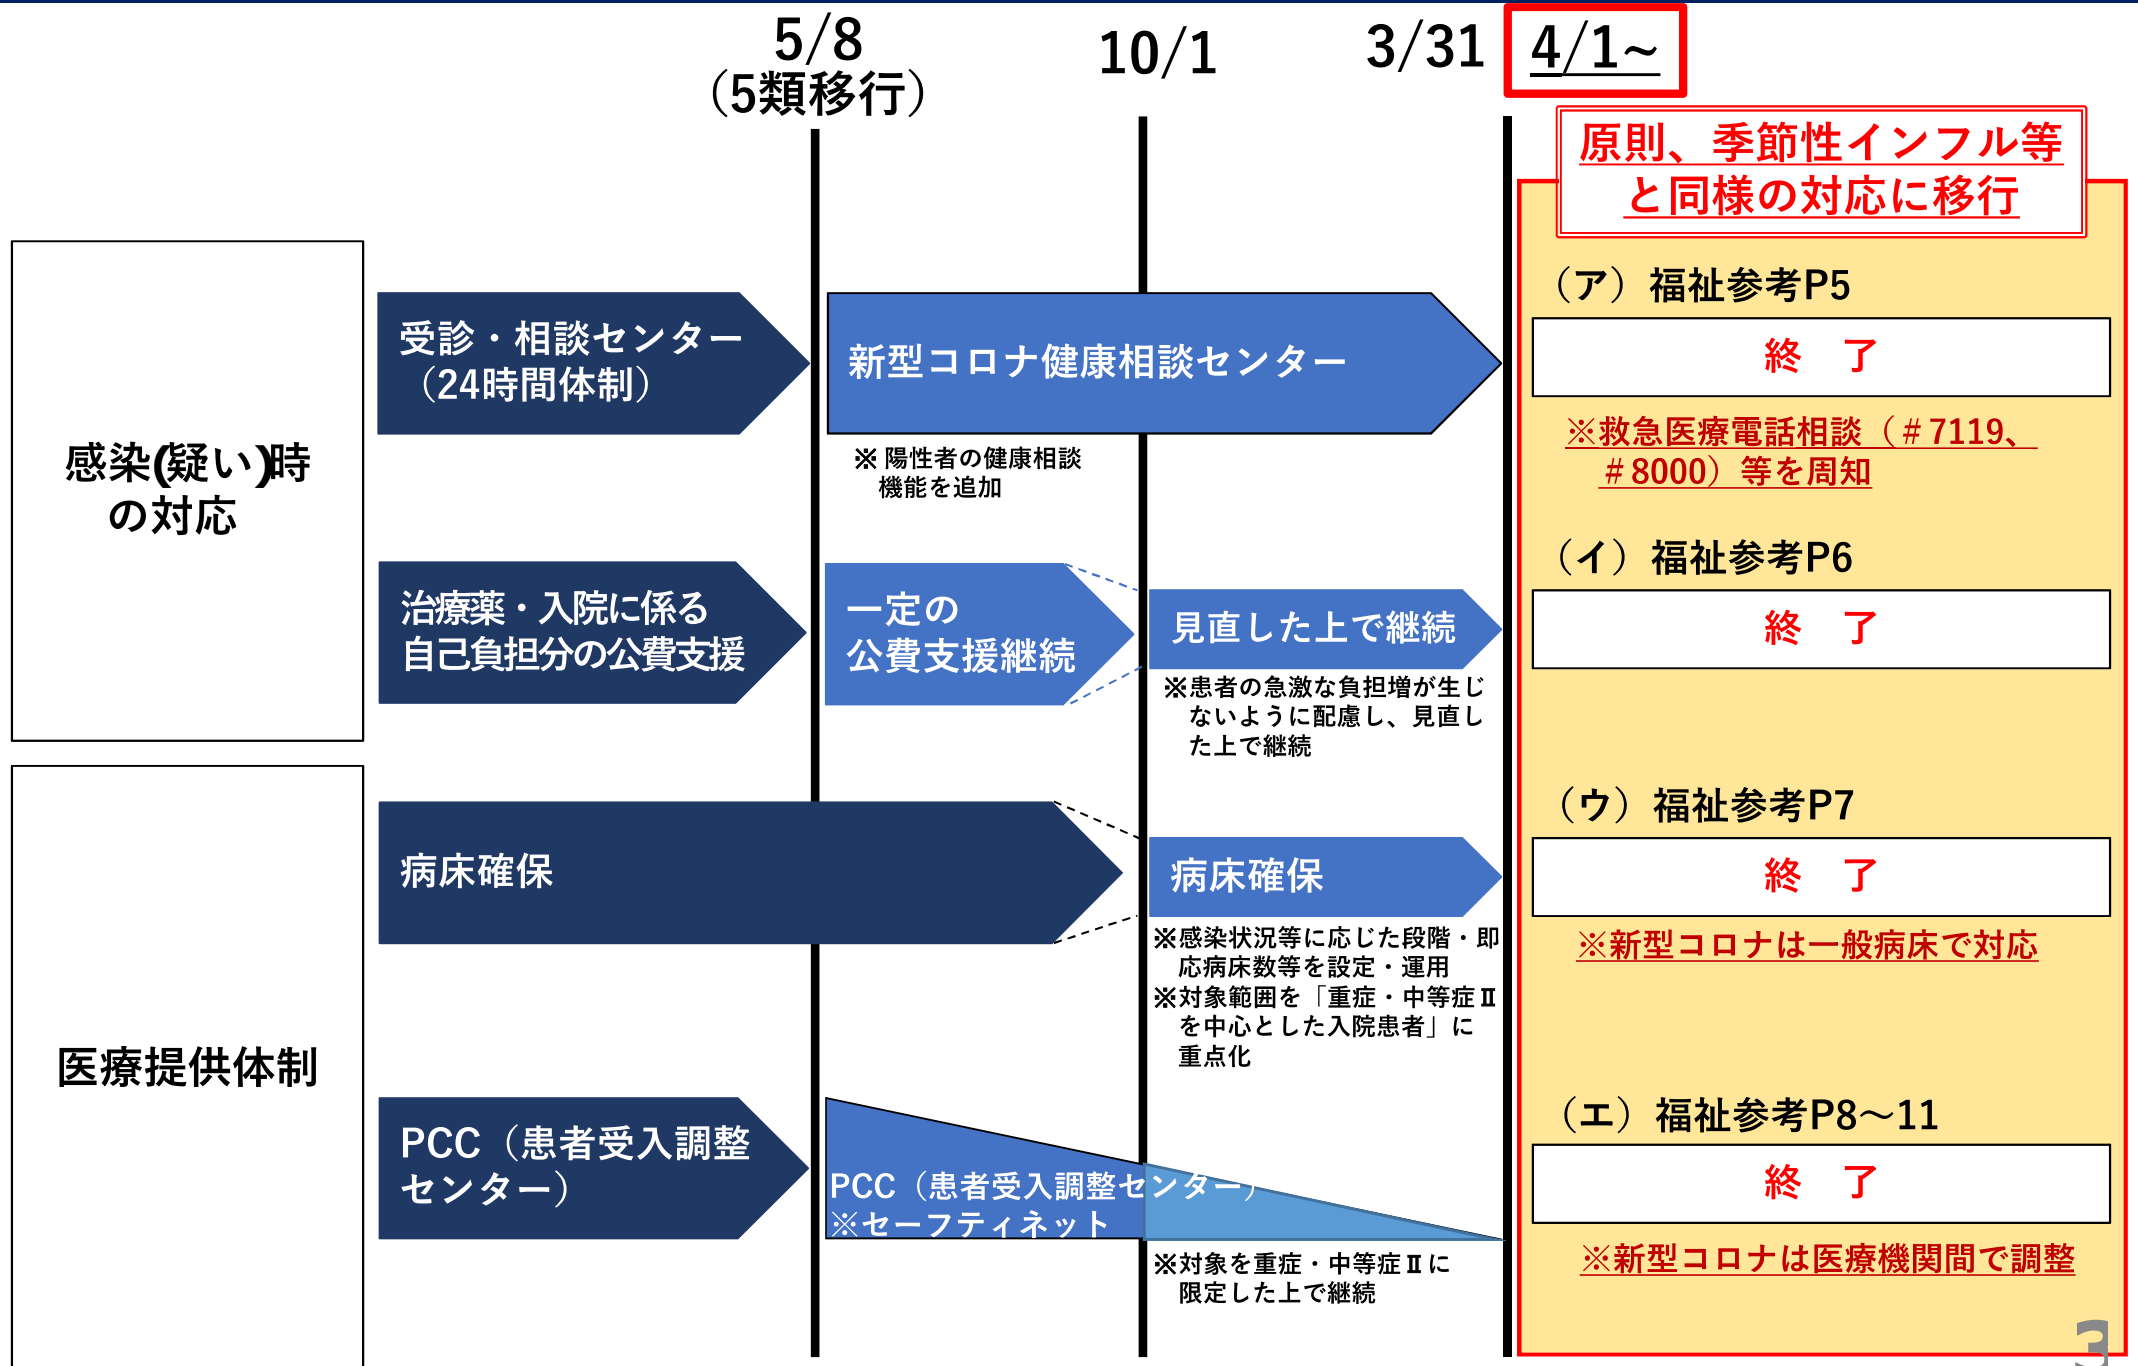 5/8
（5類移行）
10/1
3/31
4/1~
原則、季節性インフル等
と同様の対応に移行
感染(疑い)時
の対応
受診・相談センター
（24時間体制）
新型コロナ健康相談センター
※ 陽性者の健康相談
機能を追加
（ア）福祉参考P5
終　了
※救急医療電話相談（＃7119、
＃8000）等を周知
治療薬・入院に係る
自己負担分の公費支援
一定の
公費支援継続
見直した上で継続
※患者の急激な負担増が生じ
ないように配慮し、見直し
た上で継続
（イ）福祉参考P6
終　了
医療提供体制
病床確保
病床確保
※感染状況等に応じた段階・即
応病床数等を設定・運用
※対象範囲を「重症・中等症Ⅱ
を中心とした入院患者」に
重点化
（ウ）福祉参考P7
終　了
※新型コロナは一般病床で対応
PCC（患者受入調整
センター）
PCC（患者受入調整センター）
※セーフティネット
※対象を重症・中等症Ⅱに
限定した上で継続
（エ）福祉参考P8～11
終　了
※新型コロナは医療機関間で調整
3